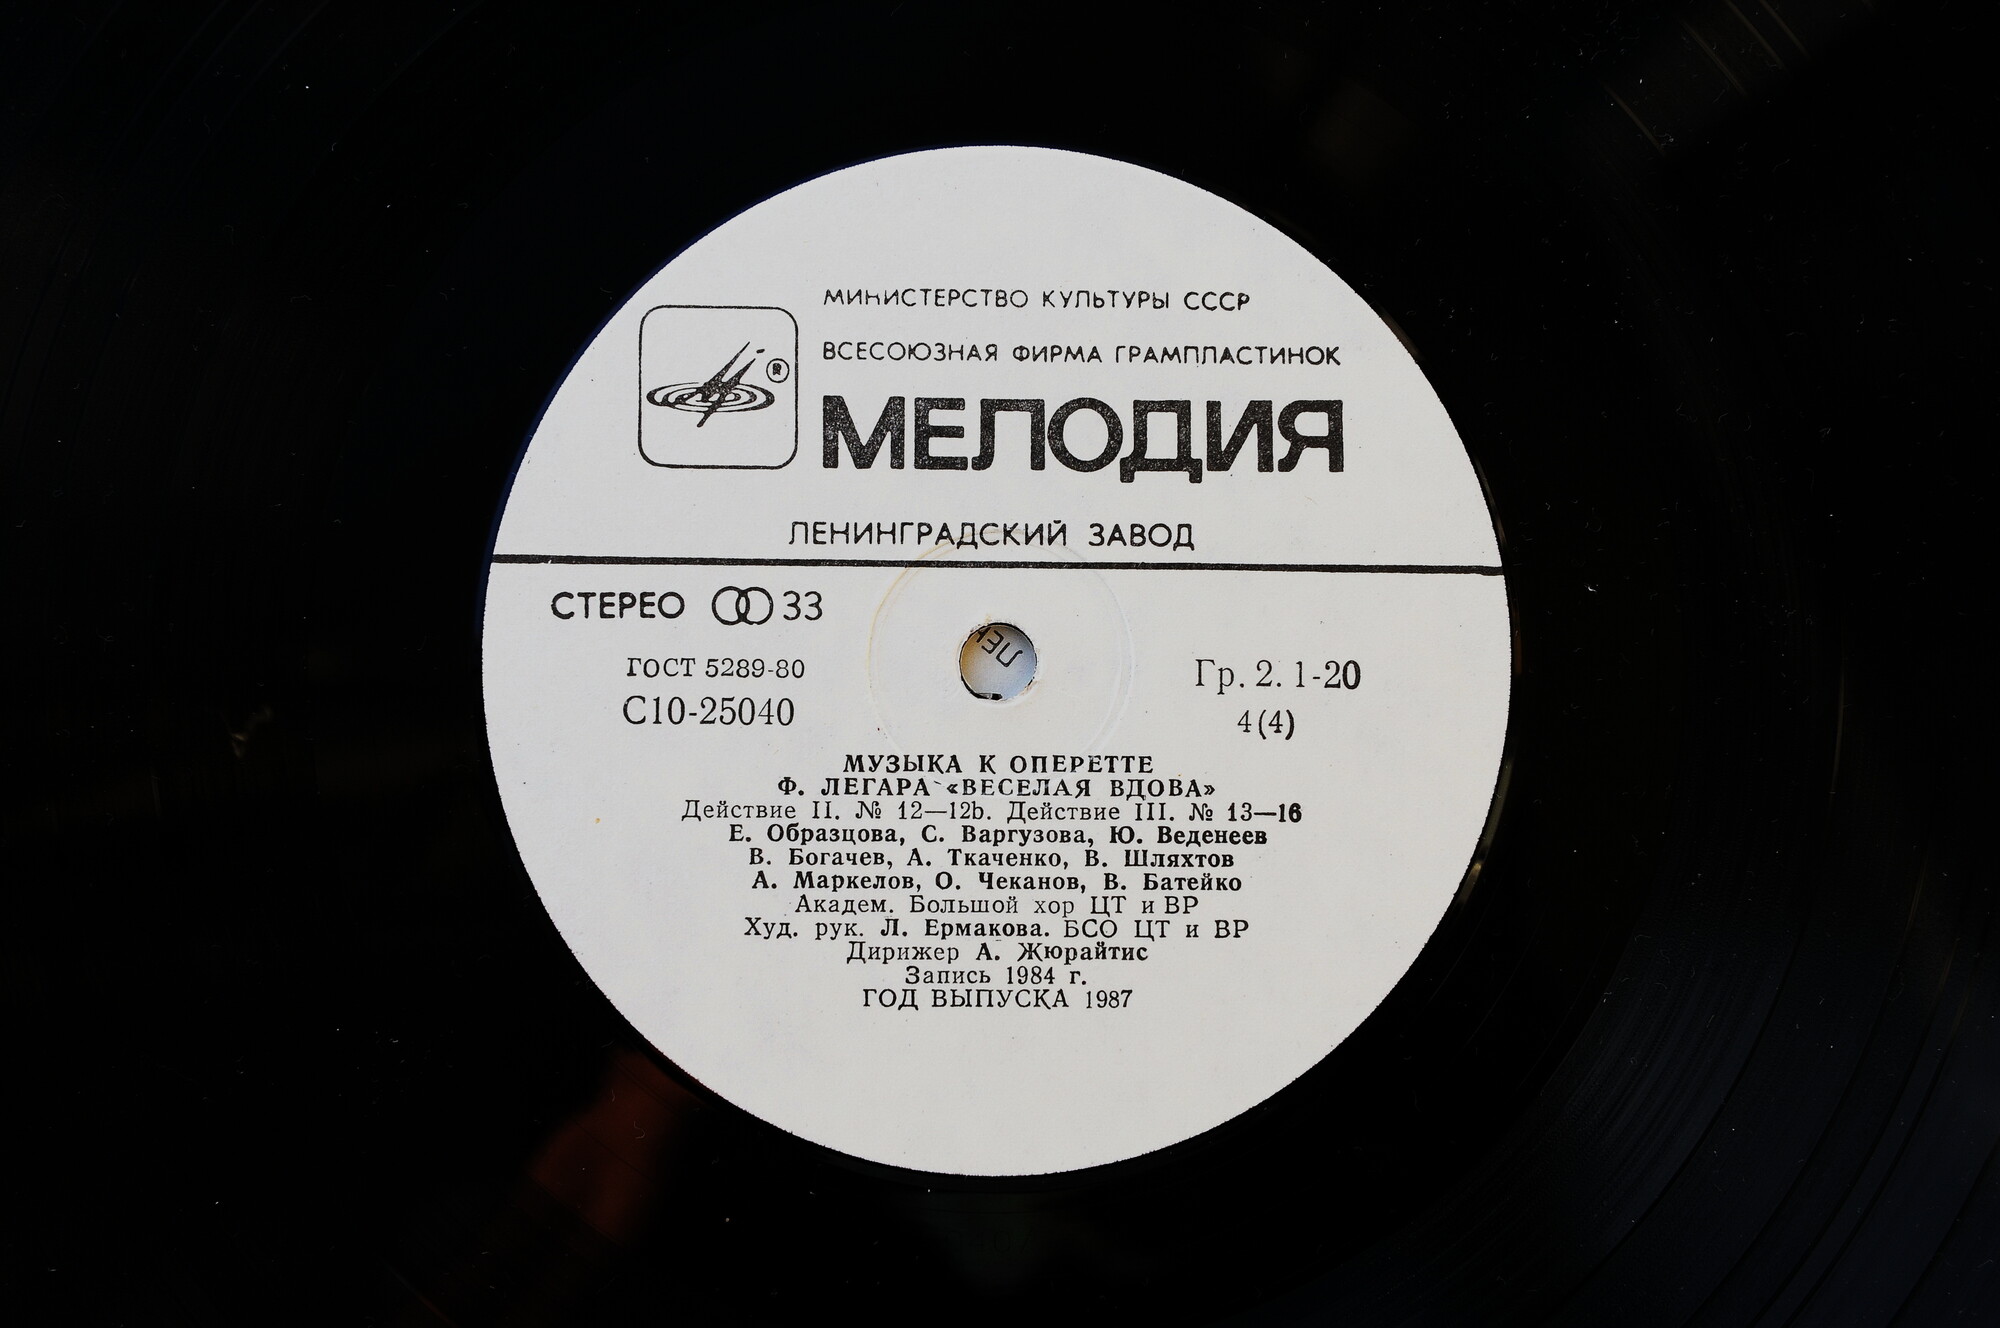 МИНИСТЕРСТВО КУЛЬТУРЫ СССР
ВСЕСОЮЗНАЯ ФИРМА ГРАМПЛАСТИНОК
®
МЕЛОДИЯ
ЛЕНИНГРАДСКИЙ ЗАВОД
СТЕРЕО 33
ГОСТ 5289-80
С10-25040
Гр. 2. 1-20
4(4)
МУЗЫКА К ОПЕРЕТТЕ
Ф. ЛЕГАРА «ВЕСЕЛАЯ ВДОВА»
Действие II. № 12—12b. Действие III. № 13—16
Е. Образцова, С. Варгузова, Ю. Веденеев
В. Богачев, А. Ткаченко, В. Шляхтов
А. Маркелов, О. Чеканов, В. Батейко
Академ. Большой хор ЦТ и ВР
Худ. рук. Л. Ермакова. БСО ЦТ и ВР
Дирижер А. Жюрайтис
Запись 1984 г.
ГОД ВЫПУСКА 1987